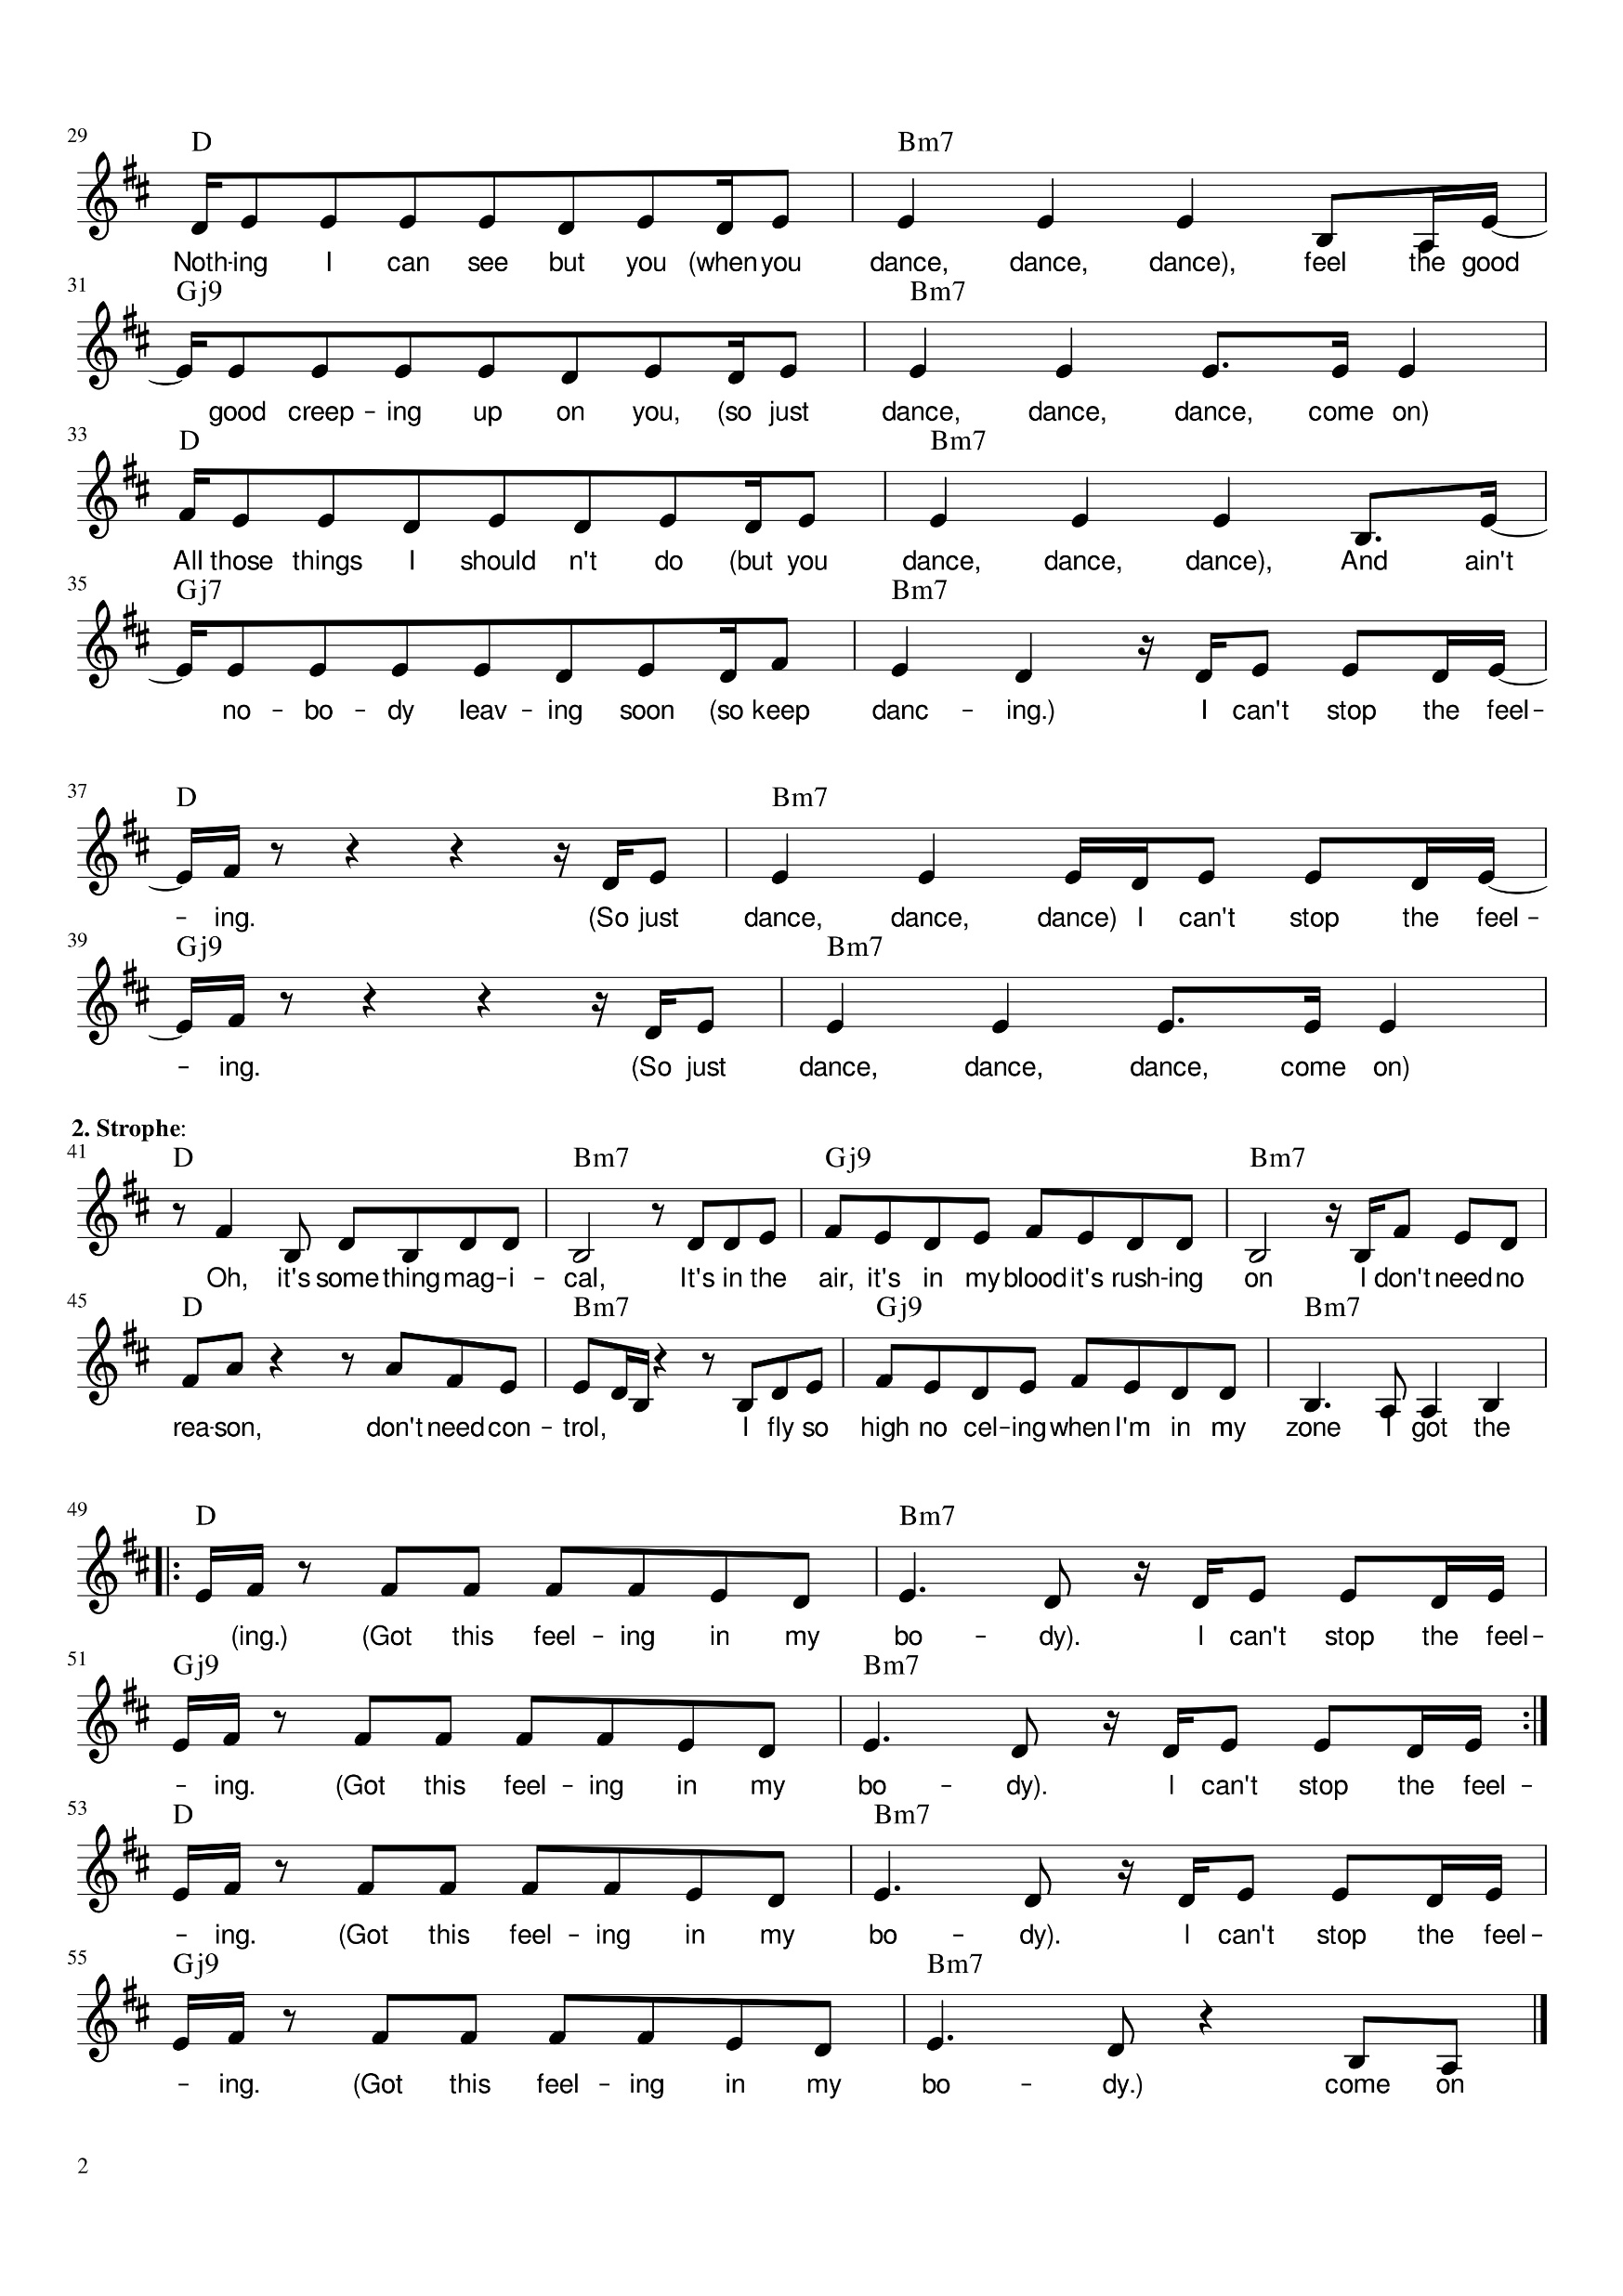 29 D Bm7
Noth-ing I can see but you (when you dance, dance, dance), feel the good
31 Gj9 Bm7
good creep - ing up on you, (so just dance, dance, dance, come on)
33 D Bm7
All those things I should n't do (but you dance, dance, dance), And ain't
35 Gj7 Bm7
no - bo - dy leav - ing soon (so keep danc - ing.) I can't stop the feel -
37 D Bm7
- ing. (So just dance, dance, dance) I can't stop the feel -
39 Gj9 Bm7
- ing. (So just dance, dance, dance, come on)
2. Strophe:
41 D Bm7 Gj9 Bm7
Oh, it's some thing mag - i - cal, It's in the air, it's in my blood it's rush-ing on I don't need no
45 D Bm7 Gj9 Bm7
rea-son, don't need con - trol, I fly so high no cel-ing when I'm in my zone I got the
49 D Bm7
(ing.) (Got this feel - ing in my bo - dy). I can't stop the feel -
51 Gj9 Bm7
- ing. (Got this feel - ing in my bo - dy). I can't stop the feel -
53 D Bm7
- ing. (Got this feel - ing in my bo - dy). I can't stop the feel -
55 Gj9 Bm7
- ing. (Got this feel - ing in my bo - dy.) come on
2